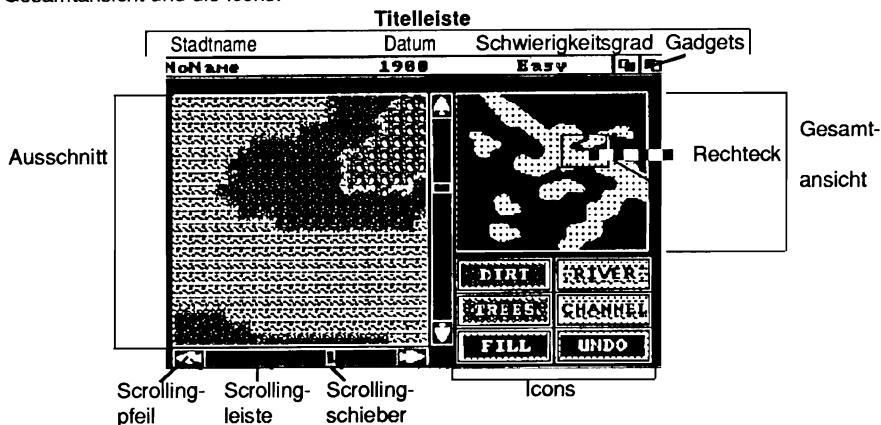 Gesamtansicht und die Icons:
Titelleiste
Stadtname Datum Schwierigkeitsgrad Gadgets
NoName 1900 Easy
Gesamt-
Ausschnitt Rechteck
ansicht
DIRT RIVER
TREES CHANNEL
FILL UNDO
Scrolling- Scrolling- Scrolling- Icons
pfeil leiste schieber